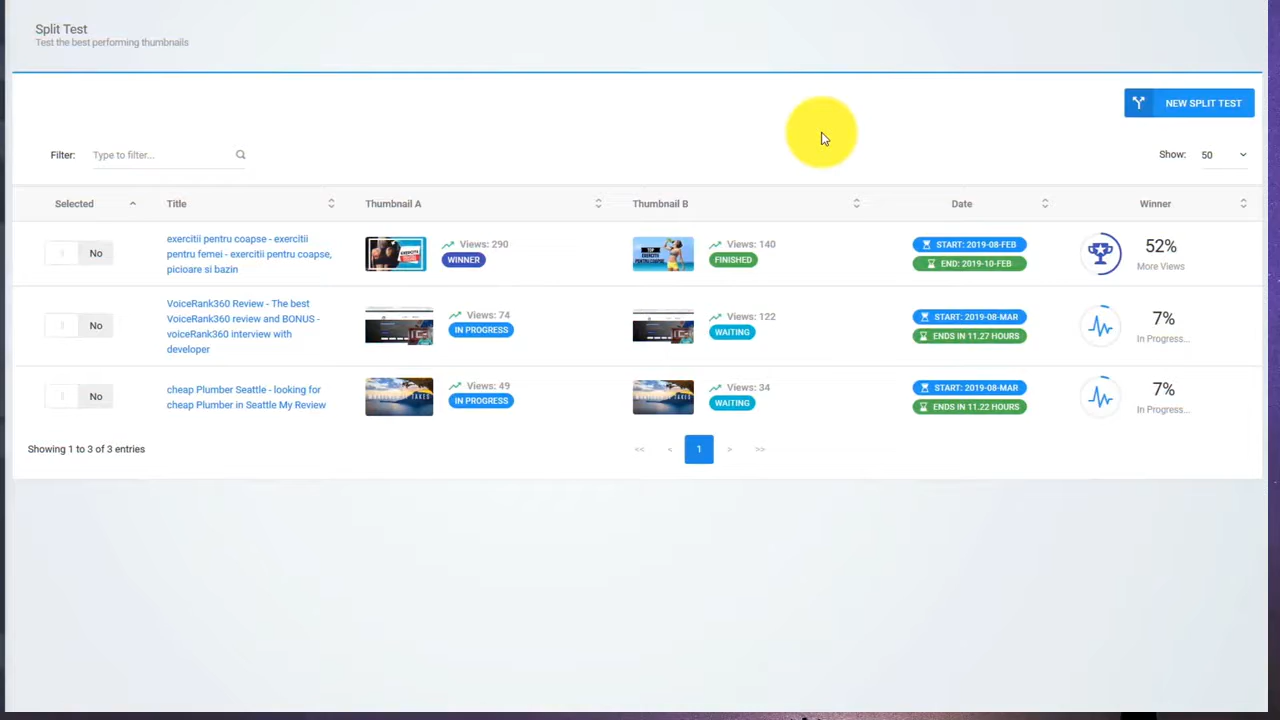 Split Test
Test the best performing thumbnails
NEW SPLIT TEST
Filter: Type to filter...
Show: 50
Selected Title Thumbnail A Thumbnail B Date Winner
No
exercitii pentru coapse - exercitii
pentru femei - exercitii pentru coapse,
picioare si bazin
Views: 290
WINNER
TOP
EXERCITII
PENTRU COAPSE
Views: 140
FINISHED
START: 2019-08-FEB
END: 2019-10-FEB
52%
More Views
No
VoiceRank360 Review - The best
VoiceRank360 review and BONUS -
voiceRank360 interview with
developer
Views: 74
IN PROGRESS
Views: 122
WAITING
START: 2019-08-MAR
ENDS IN 11.27 HOURS
7%
In Progress...
No
cheap Plumber Seattle - looking for
cheap Plumber in Seattle My Review
Views: 49
IN PROGRESS
Views: 34
WAITING
START: 2019-08-MAR
ENDS IN 11.22 HOURS
7%
In Progress...
Showing 1 to 3 of 3 entries
<< < 1 > >>